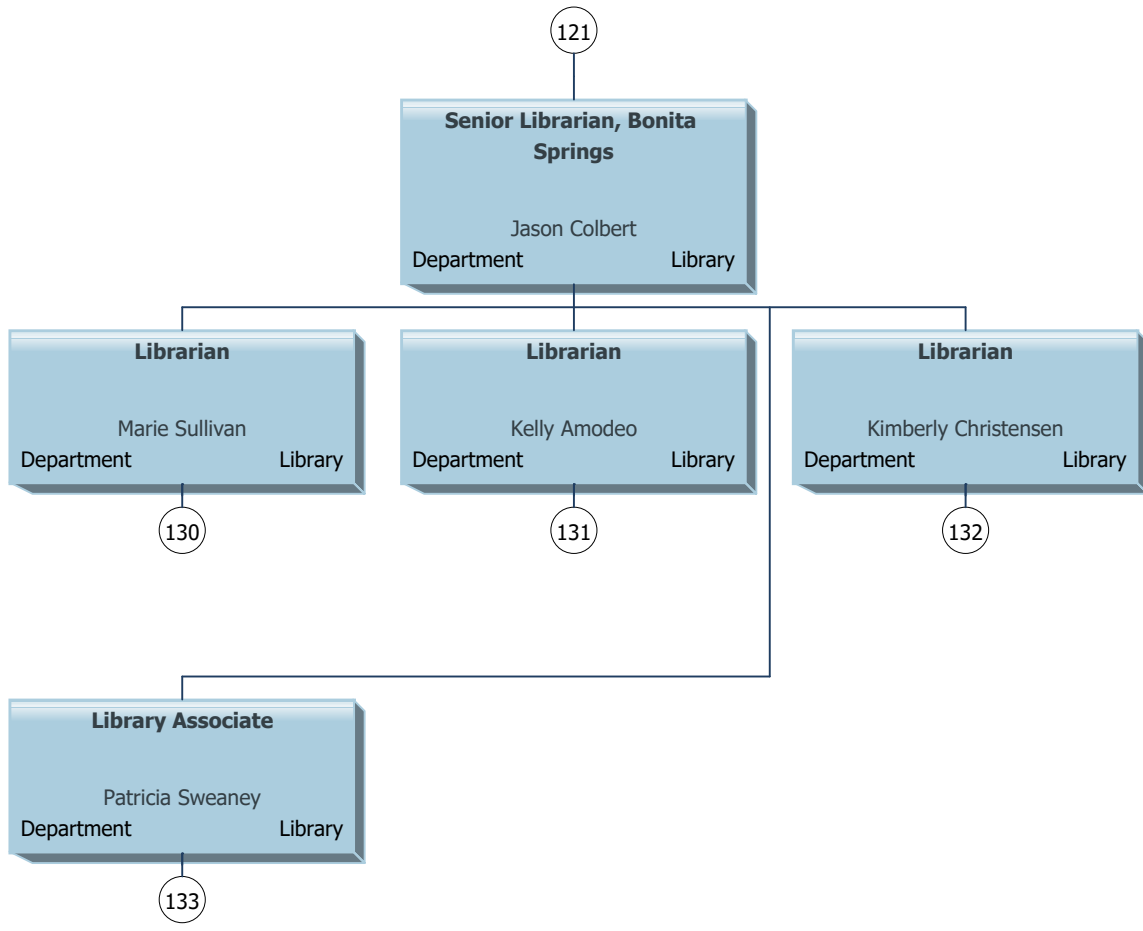 121
Senior Librarian, Bonita
Springs
Jason Colbert
Department Library
Librarian
Marie Sullivan
Department Library
130
Librarian
Kelly Amodeo
Department Library
131
Librarian
Kimberly Christensen
Department Library
132
Library Associate
Patricia Sweaney
Department Library
133